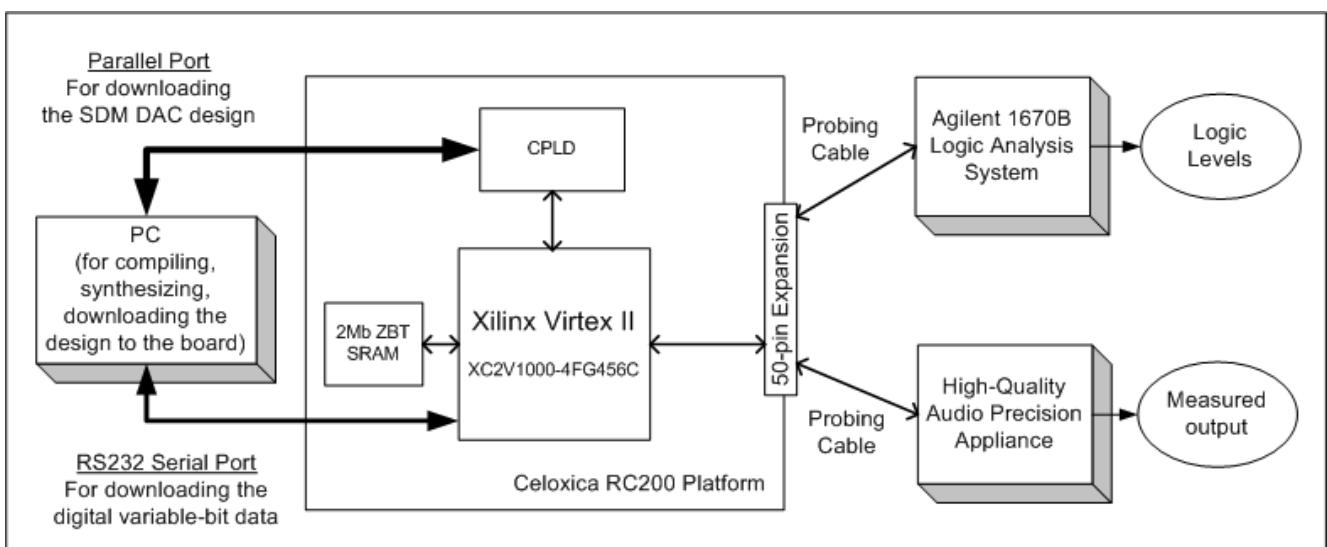 Parallel Port
For downloading
the SDM DAC design
PC
(for compiling,
synthesizing,
downloading the
design to the board)
RS232 Serial Port
For downloading the
digital variable-bit data
CPLD
2Mb ZBT
SRAM
Xilinx Virtex II
XC2V1000-4FG456C
Celoxica RC200 Platform
50-pin Expansion
Probing
Cable
Agilent 1670B
Logic Analysis
System
Logic
Levels
Probing
Cable
High-Quality
Audio Precision
Appliance
Measured
output